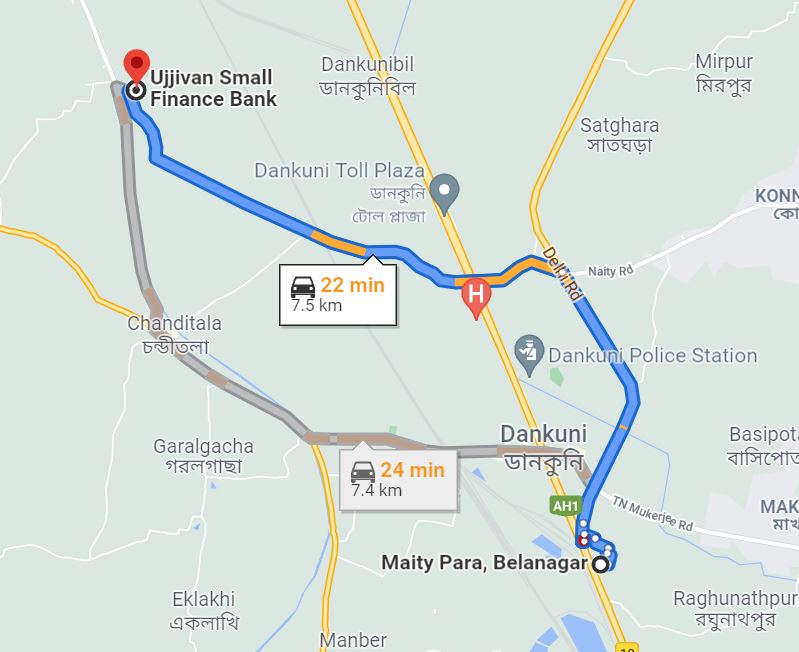 Ujjivan Small
Finance Bank
Dankunibil
ডানকুনিবিল
Mirpur
মিরপুর
Satghara
সাতঘড়া
Dankuni Toll Plaza
ডানকুনি
টোল প্লাজা
KONN
কো
Delhi Rd
Naity Rd
22 min
7.5 km
H
Chanditala
চন্ডীতলা
Dankuni Police Station
Dankuni
ডানকুনি
Garalgacha
গরলগাছা
Basipota
বাসিপোতা
24 min
7.4 km
AH1
TN Mukerjee Rd
MAK
মাখ
Maity Para, Belanagar
Eklakhi
একলাখি
Raghunathpur
রঘুনাথপুর
Manber
19